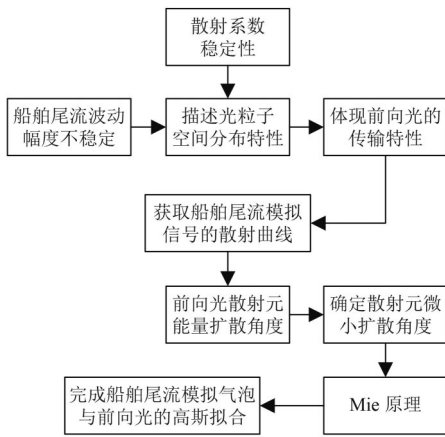 散射系数
稳定性
船舶尾流波动
幅度不稳定
描述光粒子
空间分布特性
体现前向光的
传输特性
获取船舶尾流模拟
信号的散射曲线
前向光散射元
能量扩散角度
确定散射元微
小扩散角度
Mie 原理
完成船舶尾流模拟气泡
与前向光的高斯拟合